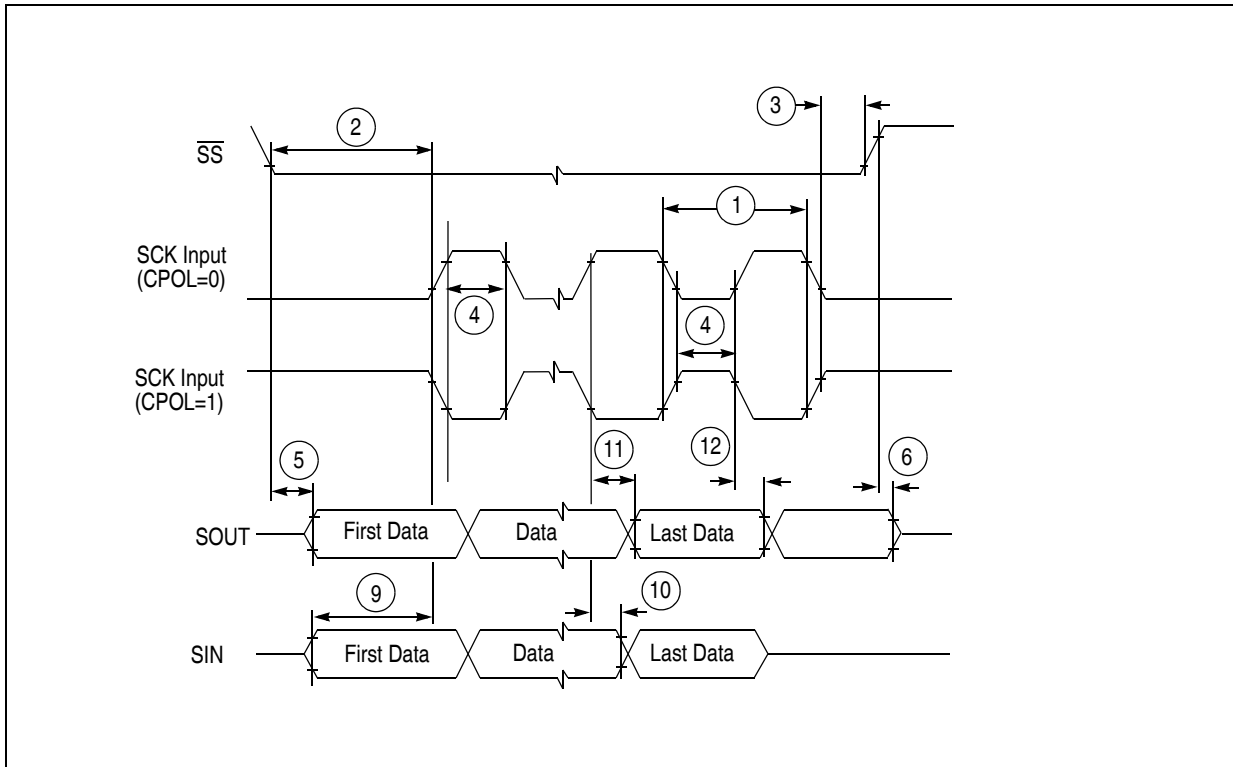 3
2
SS
1
SCK Input
(CPOL=0)
4
4
SCK Input
(CPOL=1)
11
12
5
6
SOUT
First Data
Data
Last Data
9
10
SIN
First Data
Data
Last Data